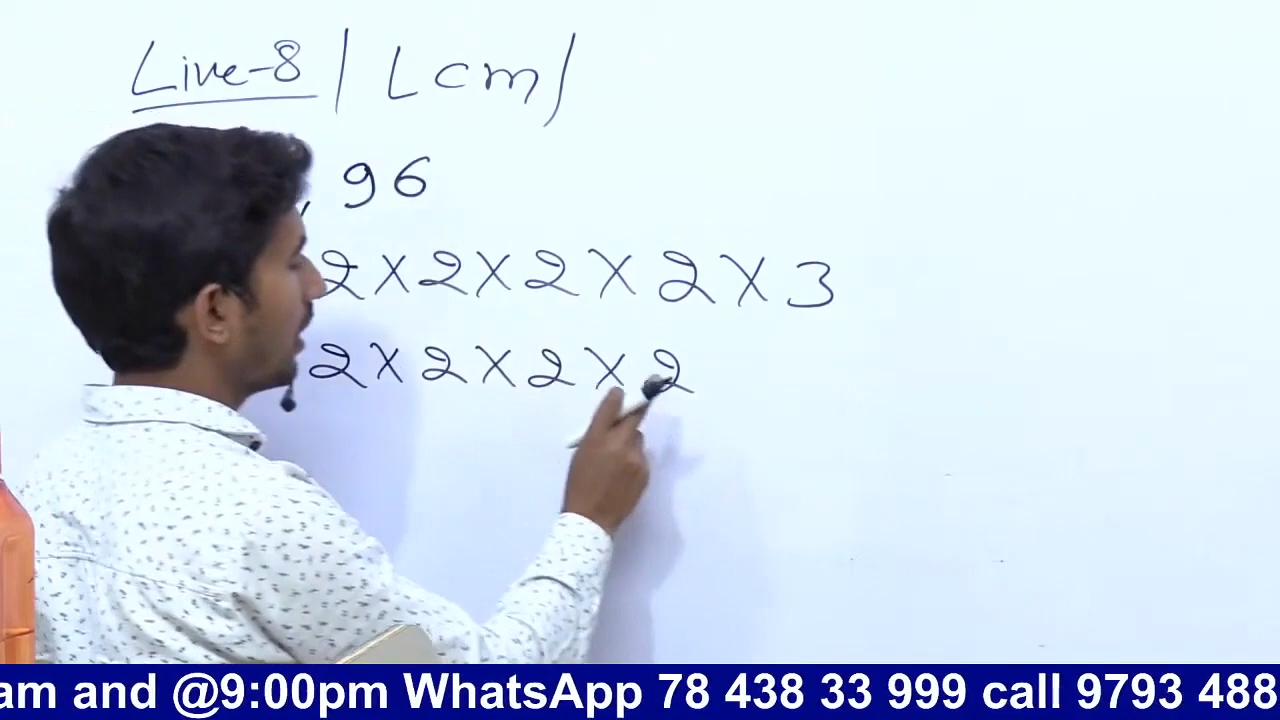 Live-8 / Lcm /
, 96
2 x 2 x 2 x 2 x 3
2 x 2 x 2 x 2
am and @9:00pm WhatsApp 78 438 33 999 call 9793 488